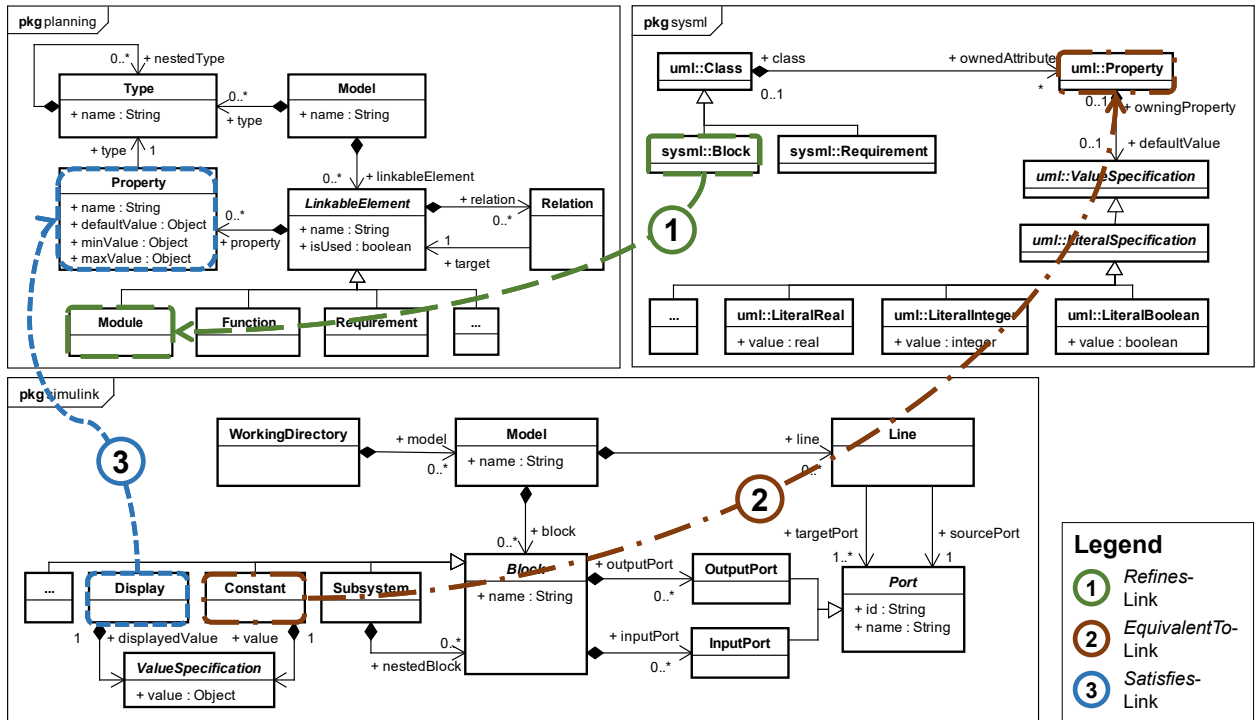 pkg planning
0..*
+ nestedType
Type
+ name : String
0..*
+ type
Model
+ name : String
+ type
1
Property
+ name : String
+ defaultValue : Object
+ minValue : Object
+ maxValue : Object
0..*
+ property
0..*
+ linkableElement
LinkableElement
+ name : String
+ isUsed : boolean
+ relation
0..*
1
+ target
Relation
Module
Function
Requirement
...
pkg sysml
uml::Class
+ class
0..1
+ ownedAttribute
*
uml::Property
0..1
+ owningProperty
sysml::Block
sysml::Requirement
0..1
+ defaultValue
uml::ValueSpecification
uml::LiteralSpecification
...
uml::LiteralReal
+ value : real
uml::LiteralInteger
+ value : integer
uml::LiteralBoolean
+ value : boolean
1
pkg simulink
WorkingDirectory
+ model
0..*
Model
+ name : String
+ line
0..*
Line
3
2
+ block
0..*
+ targetPort
1..*
+ sourcePort
1
...
Display
Constant
Subsystem
Block
+ name : String
+ outputPort
0..*
OutputPort
Port
+ id : String
+ name : String
1
+ displayedValue
+ value
1
0..*
+ nestedBlock
+ inputPort
0..*
InputPort
ValueSpecification
+ value : Object
Legend
1
Refines-
Link
2
EquivalentTo-
Link
3
Satisfies-
Link